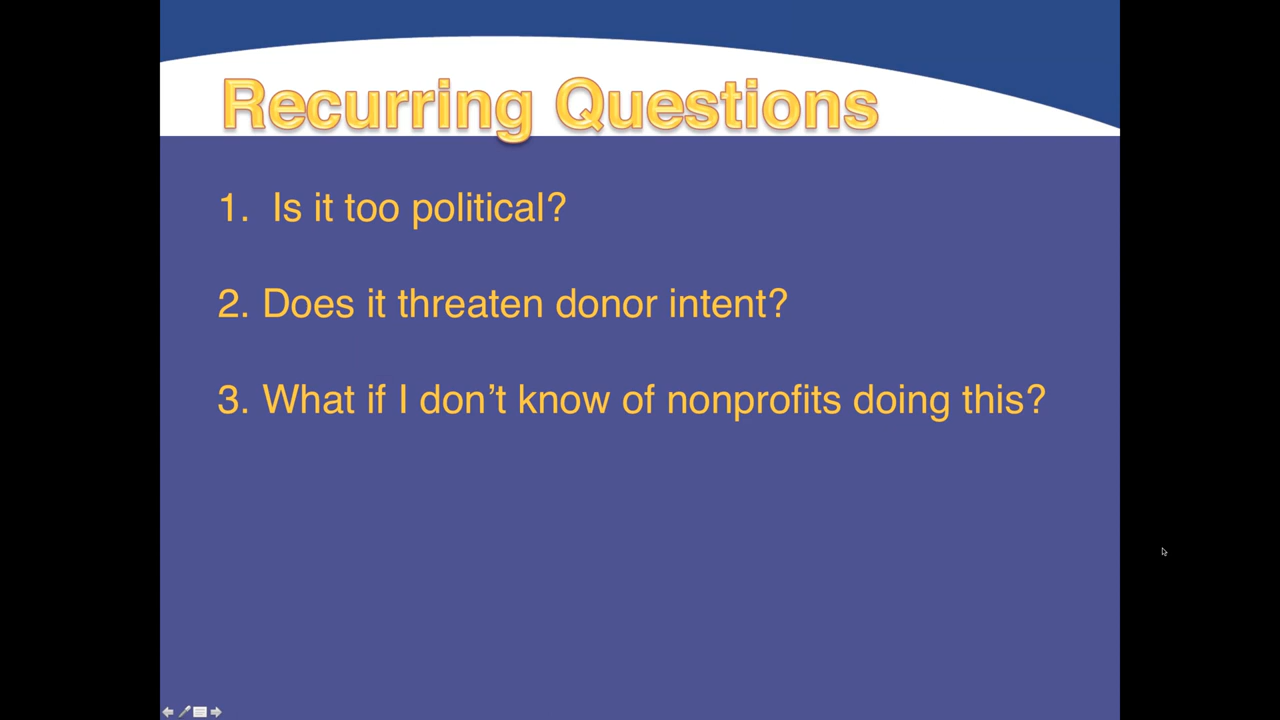 Recurring Questions
1. Is it too political?
2. Does it threaten donor intent?
3. What if I don’t know of nonprofits doing this?